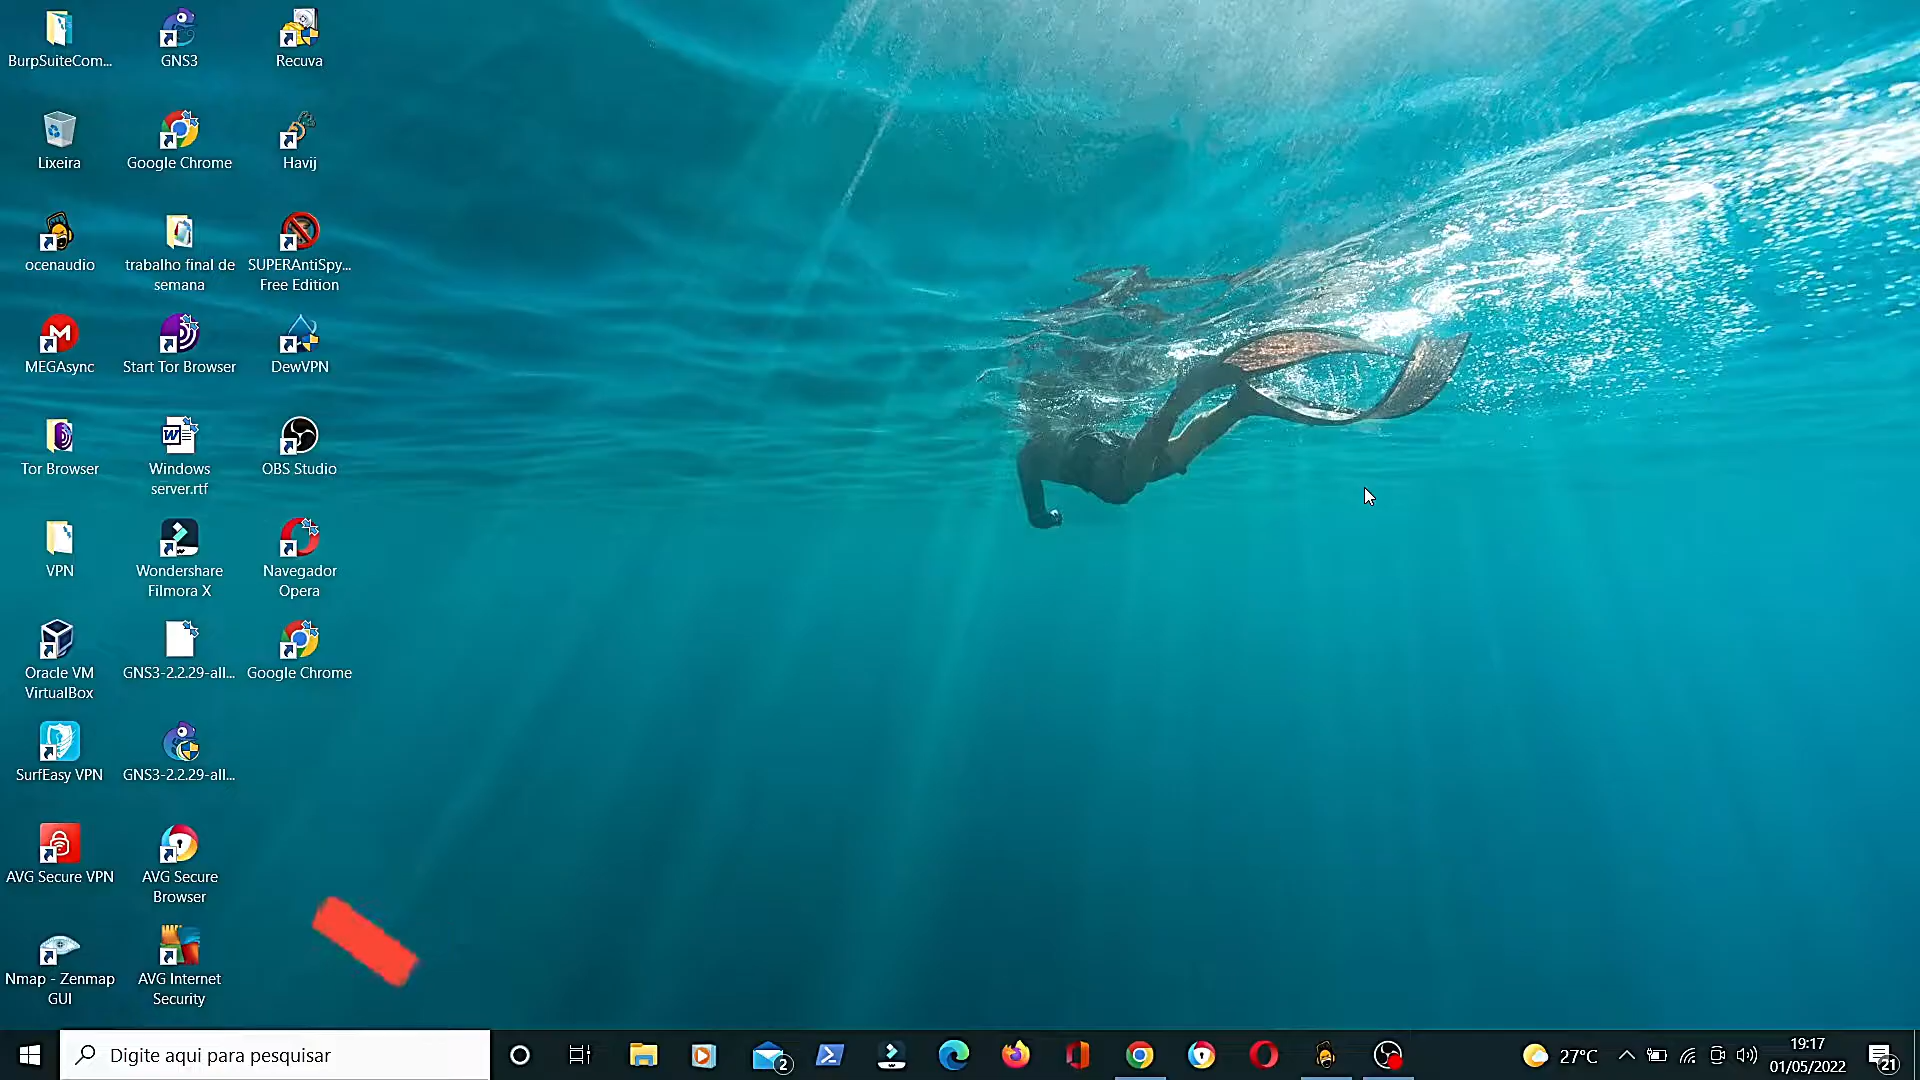 BurpSuiteCom...
GNS3
Recuva
Lixeira
Google Chrome
Havij
ocenaudio
trabalho final de
semana
SUPERAntiSpy...
Free Edition
MEGAsync
Start Tor Browser
DewVPN
Tor Browser
Windows
server.rtf
OBS Studio
VPN
Wondershare
Filmora X
Navegador
Opera
Oracle VM
VirtualBox
GNS3-2.2.29-all...
Google Chrome
SurfEasy VPN
GNS3-2.2.29-all...
AVG Secure VPN
AVG Secure
Browser
Nmap - Zenmap
GUI
AVG Internet
Security
Digite aqui para pesquisar
2
27°C
19:17
01/05/2022
21